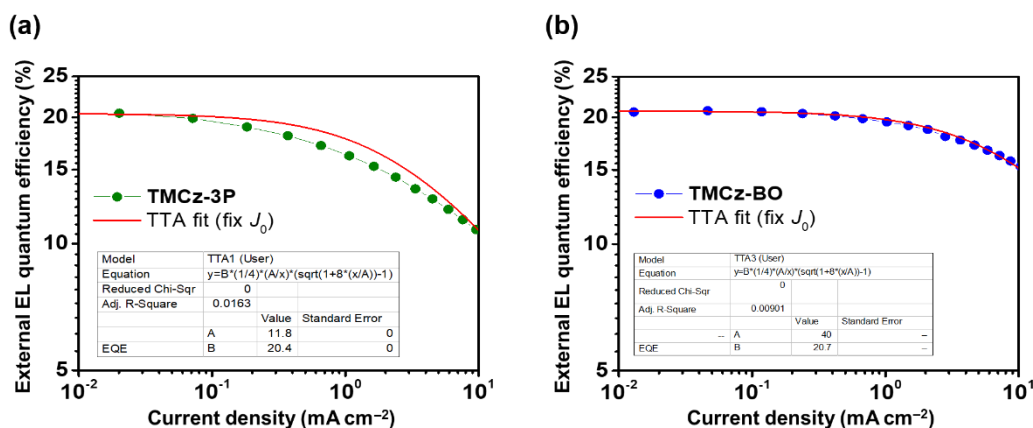 (a)
External EL quantum efficiency (%)
25
20
15
10
5
TMCz-3P
TTA fit (fix J₀)
Model TTA1 (User)
Equation y=B*(1/4)*(A/x)*(sqrt(1+8*(x/A))-1)
Reduced Chi-Sqr 0
Adj. R-Square 0.0163
Value Standard Error
A 11.8 0
EQE B 20.4 0
10⁻² 10⁻¹ 10⁰ 10¹
Current density (mA cm⁻²)
(b)
External EL quantum efficiency (%)
25
20
15
10
5
TMCz-BO
TTA fit (fix J₀)
Model TTA3 (User)
Equation y=B*(1/4)*(A/x)*(sqrt(1+8*(x/A))-1)
Reduced Chi-Sqr 0
Adj. R-Square 0.00901
Value Standard Error
-- A 40 --
EQE B 20.7 --
10⁻² 10⁻¹ 10⁰ 10¹
Current density (mA cm⁻²)